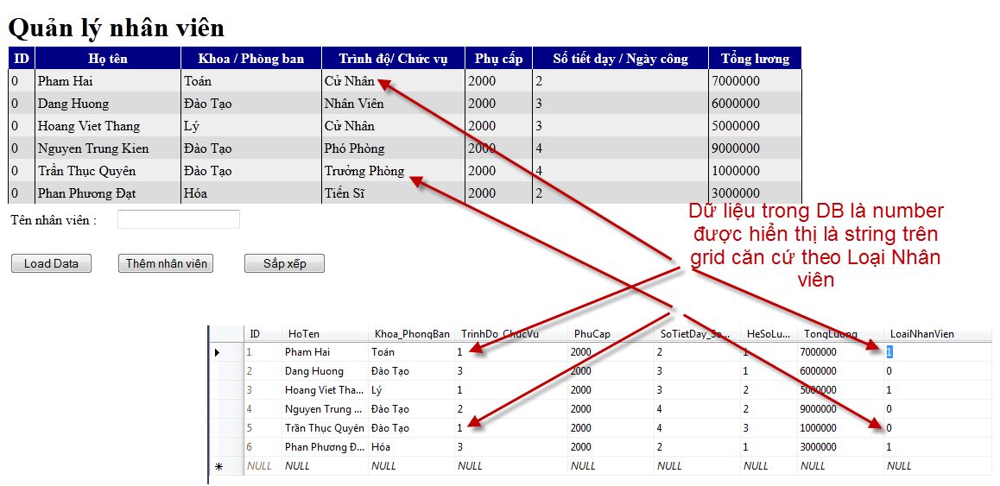 Quản lý nhân viên
ID Họ tên Khoa / Phòng ban Trình độ/ Chức vụ Phụ cấp Số tiết dạy / Ngày công Tổng lương
0 Pham Hai Toán Cử Nhân 2000 2 7000000
0 Dang Huong Đào Tạo Nhân Viên 2000 3 6000000
0 Hoang Viet Thang Lý Cử Nhân 2000 3 5000000
0 Nguyen Trung Kien Đào Tạo Phó Phòng 2000 4 9000000
0 Trần Thục Quyên Đào Tạo Trưởng Phòng 2000 4 1000000
0 Phan Phương Đạt Hóa Tiến Sĩ 2000 2 3000000
Tên nhân viên :
Load Data Thêm nhân viên Sắp xếp
Dữ liệu trong DB là number
được hiển thị là string trên
grid căn cứ theo Loại Nhân
viên
ID HoTen Khoa_PhongBan TrinhDo_ChucVu PhuCap SoTietDay_So... HeSoLu... TongLuong LoaiNhanVien
1 Pham Hai Toán 1 2000 2 1 7000000 1
2 Dang Huong Đào Tạo 3 2000 3 1 6000000 0
3 Hoang Viet Tha... Lý 1 2000 3 2 5000000 1
4 Nguyen Trung ... Đào Tạo 2 2000 4 2 9000000 0
5 Trần Thục Quyên Đào Tạo 1 2000 4 3 1000000 0
6 Phan Phương Đ... Hóa 3 2000 2 1 3000000 1
NULL NULL NULL NULL NULL NULL NULL NULL NULL